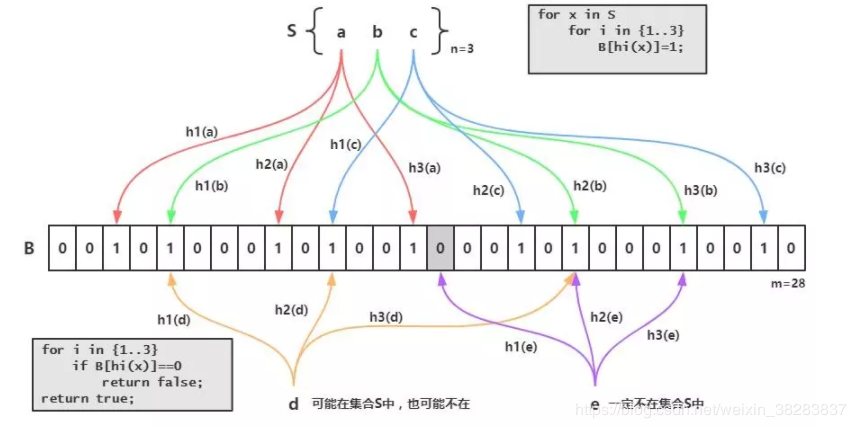 S { a b c } n=3
for x in S
for i in {1..3}
B[hi(x)]=1;
h1(a)
h1(b)
h2(a)
h1(c)
h3(a)
h2(c)
h2(b)
h3(b)
h3(c)
B 0 0 1 0 1 0 0 0 1 0 1 0 0 1 0 0 0 1 0 1 0 0 0 1 0 0 1 0
m=28
h1(d)
h2(d)
h3(d)
h1(e)
h2(e)
h3(e)
for i in {1..3}
if B[hi(x)]==0
return false;
return true;
d 可能在集合S中，也可能不在
e 一定不在集合S中
https://blog.csdn.net/weixin_38283837